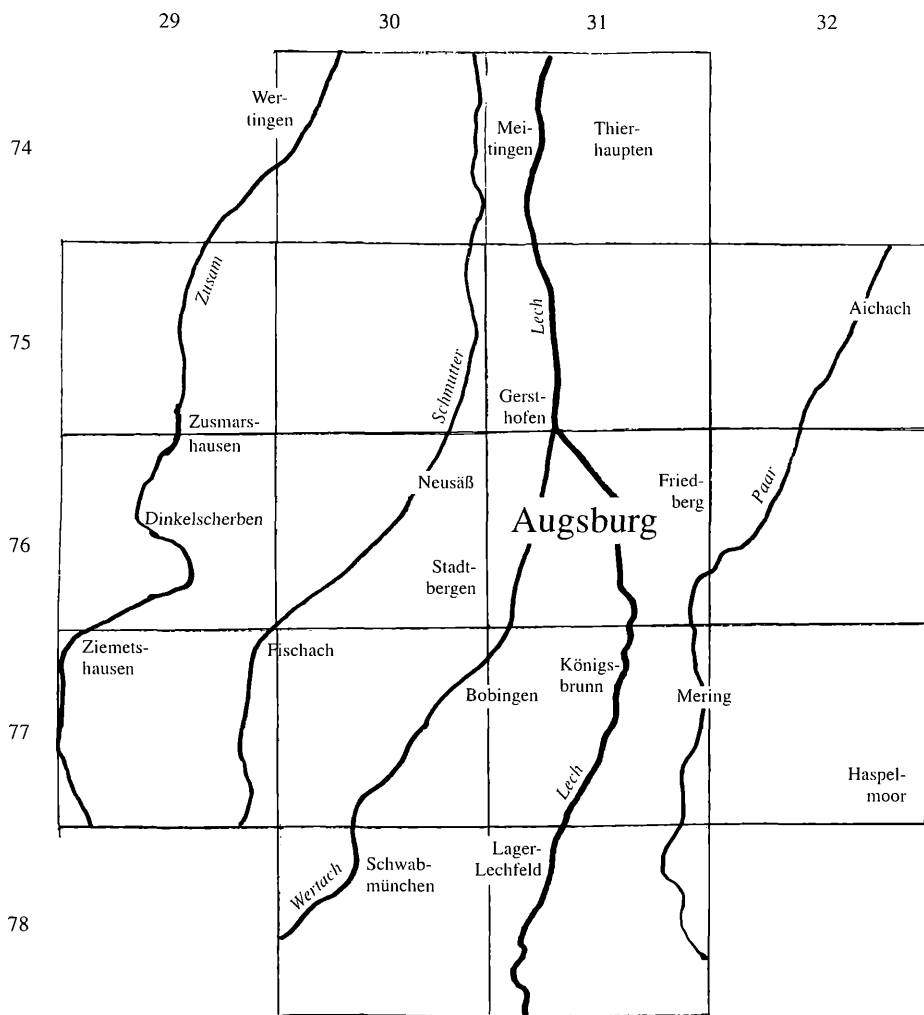 29
30
31
32
Wer-
tingen
74
Mei-
tingen
Thier-
haupten
Zusam
Lech
Aichach
75
Schmutter
Gerst-
hofen
Zusmars-
hausen
Neusäß
Fried-
berg
Paar
Dinkelscherben
Augsburg
76
Stadt-
bergen
Ziemets-
hausen
Fischach
Königs-
brunn
Bobingen
Mering
77
Lech
Haspel-
moor
Lager-
Lechfeld
Schwab-
münchen
Wertach
78